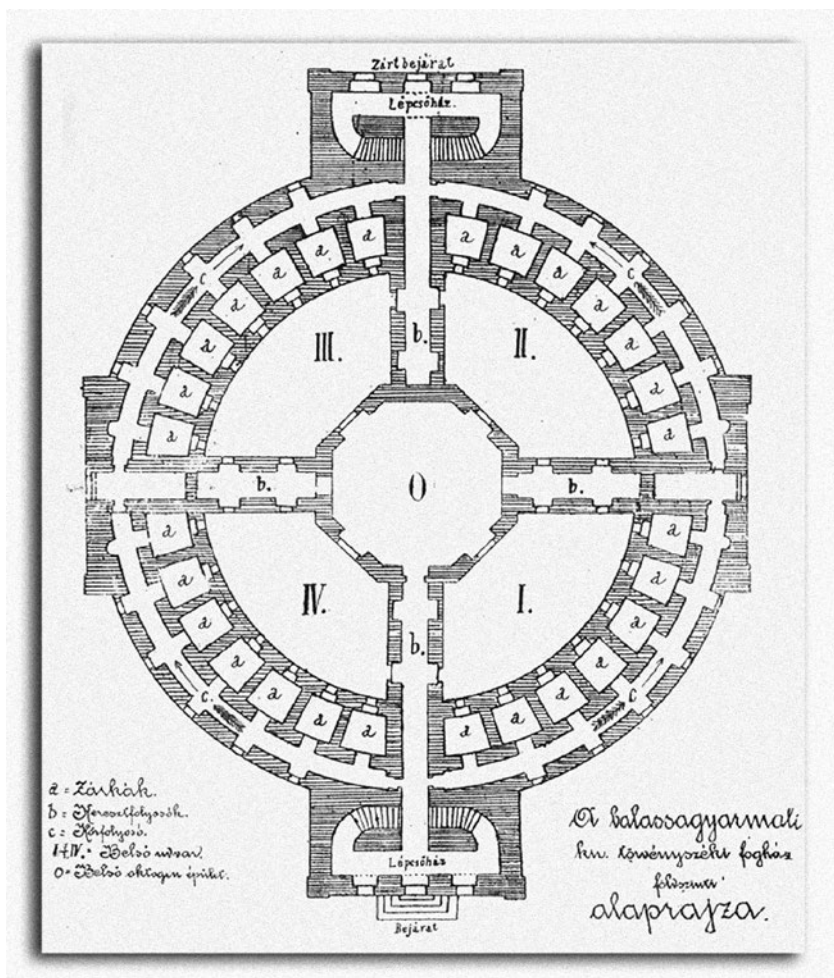 Zárt bejárat
Lépcsőház.
a a
a a
c a a c
a a
III. b. II.
a a
a a
a a
b. O b.
a a
a a
IV. I.
a a
b.
a a
c. a a c
a a
a a
a = Zárkák.
b = Keresztfolyosók.
c = Körfolyosó.
I-IV. = Belső udvar.
O = Belső oktogon épület.
Lépcsőház
Bejárat
A balassagyarmati
kir. törvényszéki fogház
földszinti
alaprajza.